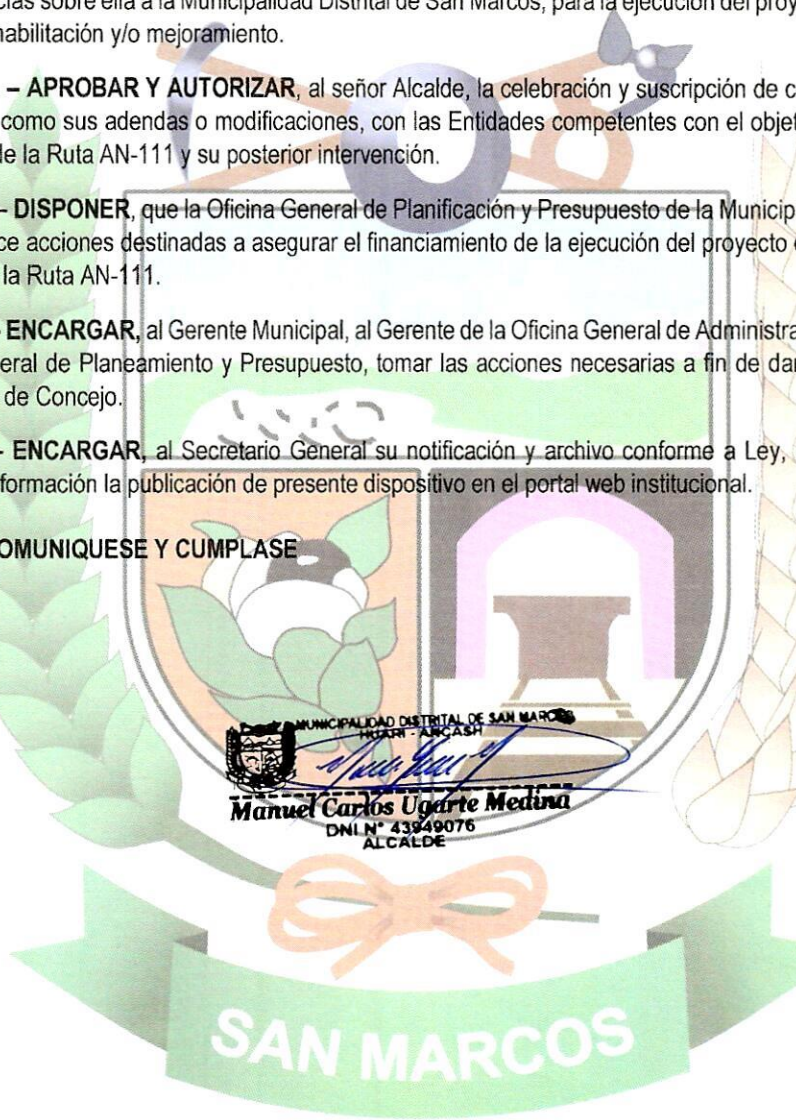 cias sobre ella a la Municipalidad Distrital de San Marcos, para la ejecución del proy
habilitación y/o mejoramiento.
– APROBAR Y AUTORIZAR, al señor Alcalde, la celebración y suscripción de c
como sus adendas o modificaciones, con las Entidades competentes con el objet
de la Ruta AN-111 y su posterior intervención.
– DISPONER, que la Oficina General de Planificación y Presupuesto de la Municip
ce acciones destinadas a asegurar el financiamiento de la ejecución del proyecto
la Ruta AN-111.
- ENCARGAR, al Gerente Municipal, al Gerente de la Oficina General de Administra
eral de Planeamiento y Presupuesto, tomar las acciones necesarias a fin de dar
de Concejo.
- ENCARGAR, al Secretario General su notificación y archivo conforme a Ley,
formación la publicación de presente dispositivo en el portal web institucional.
OMUNIQUESE Y CUMPLASE
MUNICIPALIDAD DISTRITAL DE SAN MARCOS
HUARI - ANCASH
Manuel Carlos Ugarte Medina
DNI N° 43949076
ALCALDE
SAN MARCOS